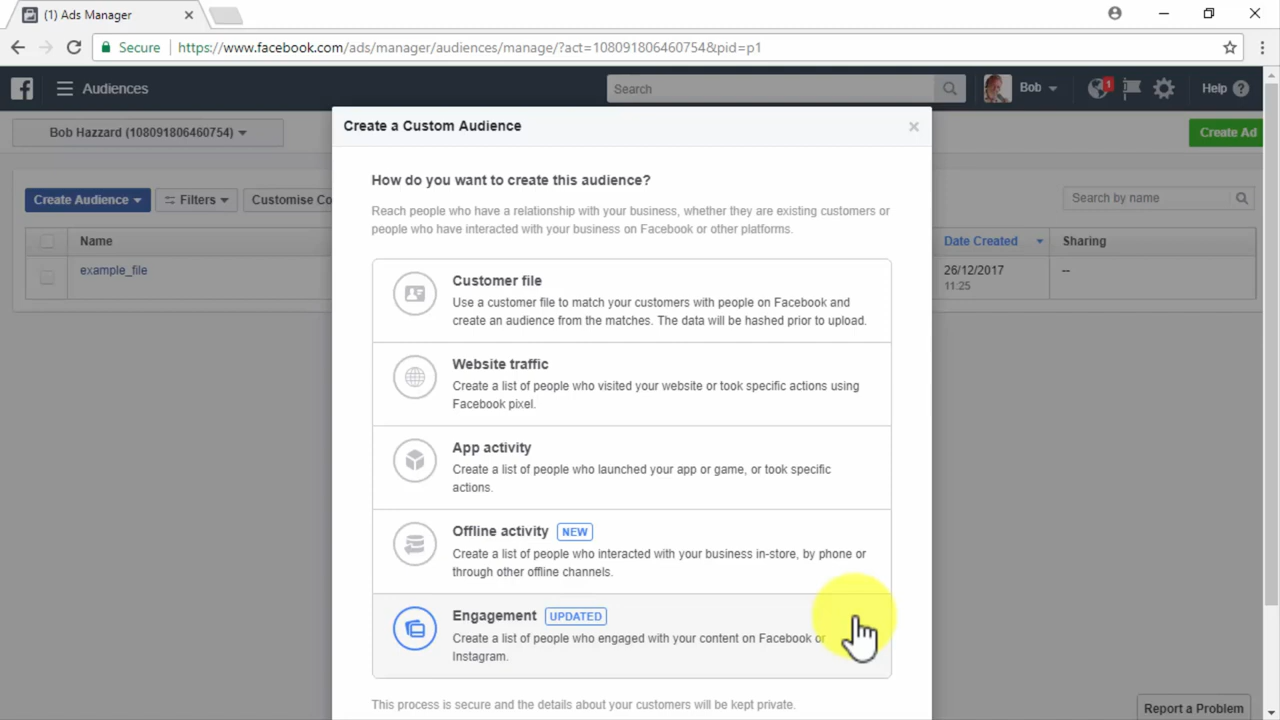 (1) Ads Manager
Secure
https://www.facebook.com/ads/manager/audiences/manage/?act=108091806460754&pid=p1
Audiences
Search
Bob
1
Help
Bob Hazzard (108091806460754)
Create Ad
Create a Custom Audience
How do you want to create this audience?
Reach people who have a relationship with your business, whether they are existing customers or
people who have interacted with your business on Facebook or other platforms.
Create Audience
Filters
Customise Co
Search by name
Name
Date Created
Sharing
example_file
26/12/2017
11:25
--
Customer file
Use a customer file to match your customers with people on Facebook and
create an audience from the matches. The data will be hashed prior to upload.
Website traffic
Create a list of people who visited your website or took specific actions using
Facebook pixel.
App activity
Create a list of people who launched your app or game, or took specific
actions.
Offline activity NEW
Create a list of people who interacted with your business in-store, by phone or
through other offline channels.
Engagement UPDATED
Create a list of people who engaged with your content on Facebook or
Instagram.
This process is secure and the details about your customers will be kept private.
Report a Problem